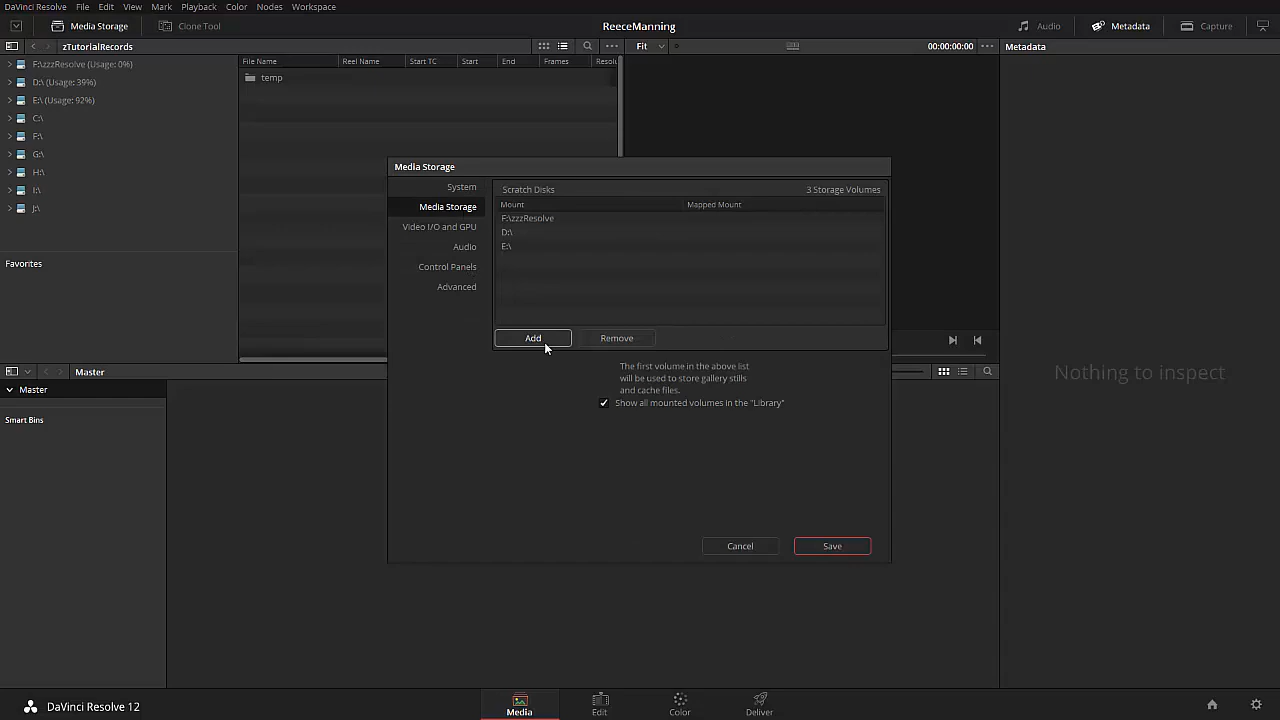 DaVinci Resolve File Edit View Mark Playback Color Nodes Workspace
Media Storage Clone Tool ReeceManning Audio Metadata Capture
zTutorialRecords Fit 00:00:00:00 Metadata
F:\zzzResolve (Usage: 0%)
D:\ (Usage: 39%)
E:\ (Usage: 92%)
C:\
F:\
G:\
H:\
I:\
J:\
Favorites
File Name Reel Name Start TC Start End Frames Resolu
temp
Media Storage
System
Media Storage
Video I/O and GPU
Audio
Control Panels
Advanced
Scratch Disks 3 Storage Volumes
Mount Mapped Mount
F:\zzzResolve
D:\
E:\
Add Remove
The first volume in the above list
will be used to store gallery stills
and cache files.
Show all mounted volumes in the "Library"
Cancel Save
Master
Master
Smart Bins
Nothing to inspect
DaVinci Resolve 12 Media Edit Color Deliver